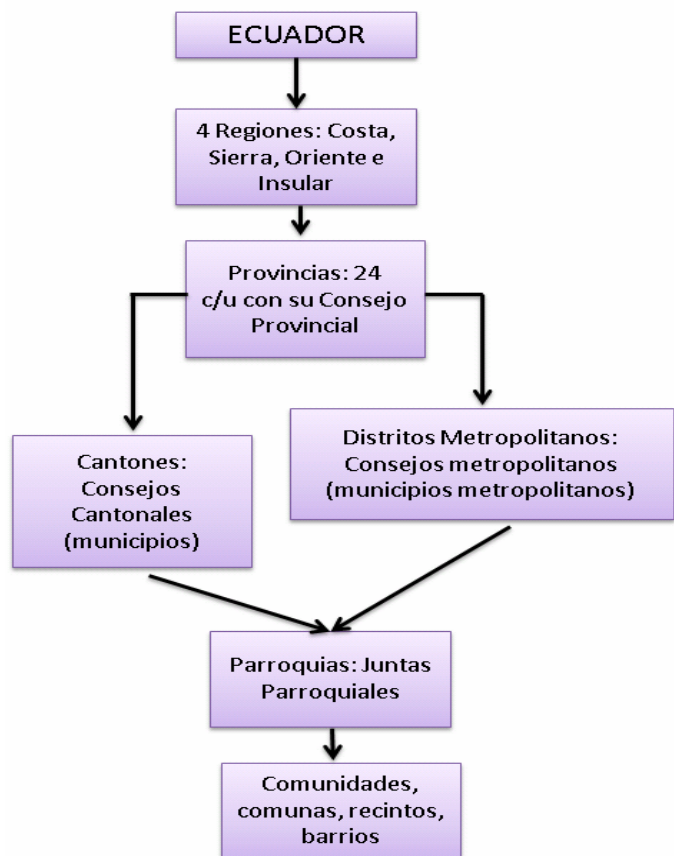 ECUADOR
4 Regiones: Costa,
Sierra, Oriente e
Insular
Provincias: 24
c/u con su Consejo
Provincial
Cantones:
Consejos
Cantonales
(municipios)
Distritos Metropolitanos:
Consejos metropolitanos
(municipios metropolitanos)
Parroquias: Juntas
Parroquiales
Comunidades,
comunas, recintos,
barrios